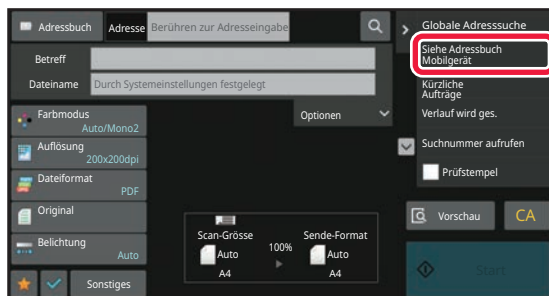 Adressbuch
Adresse
Berühren zur Adresseingabe
Betreff
Dateiname
Durch Systemeinstellungen festgelegt
Farbmodus
Auto/Mono2
Auflösung
200x200dpi
Dateiformat
PDF
Original
Belichtung
Auto
Sonstiges
Optionen
Scan-Grösse
Auto
A4
100%
Sende-Format
Auto
A4
Globale Adresssuche
Siehe Adressbuch
Mobilgerät
Kürzliche
Aufträge
Verlauf wird ges.
Suchnummer aufrufen
Prüfstempel
Vorschau
CA
Start